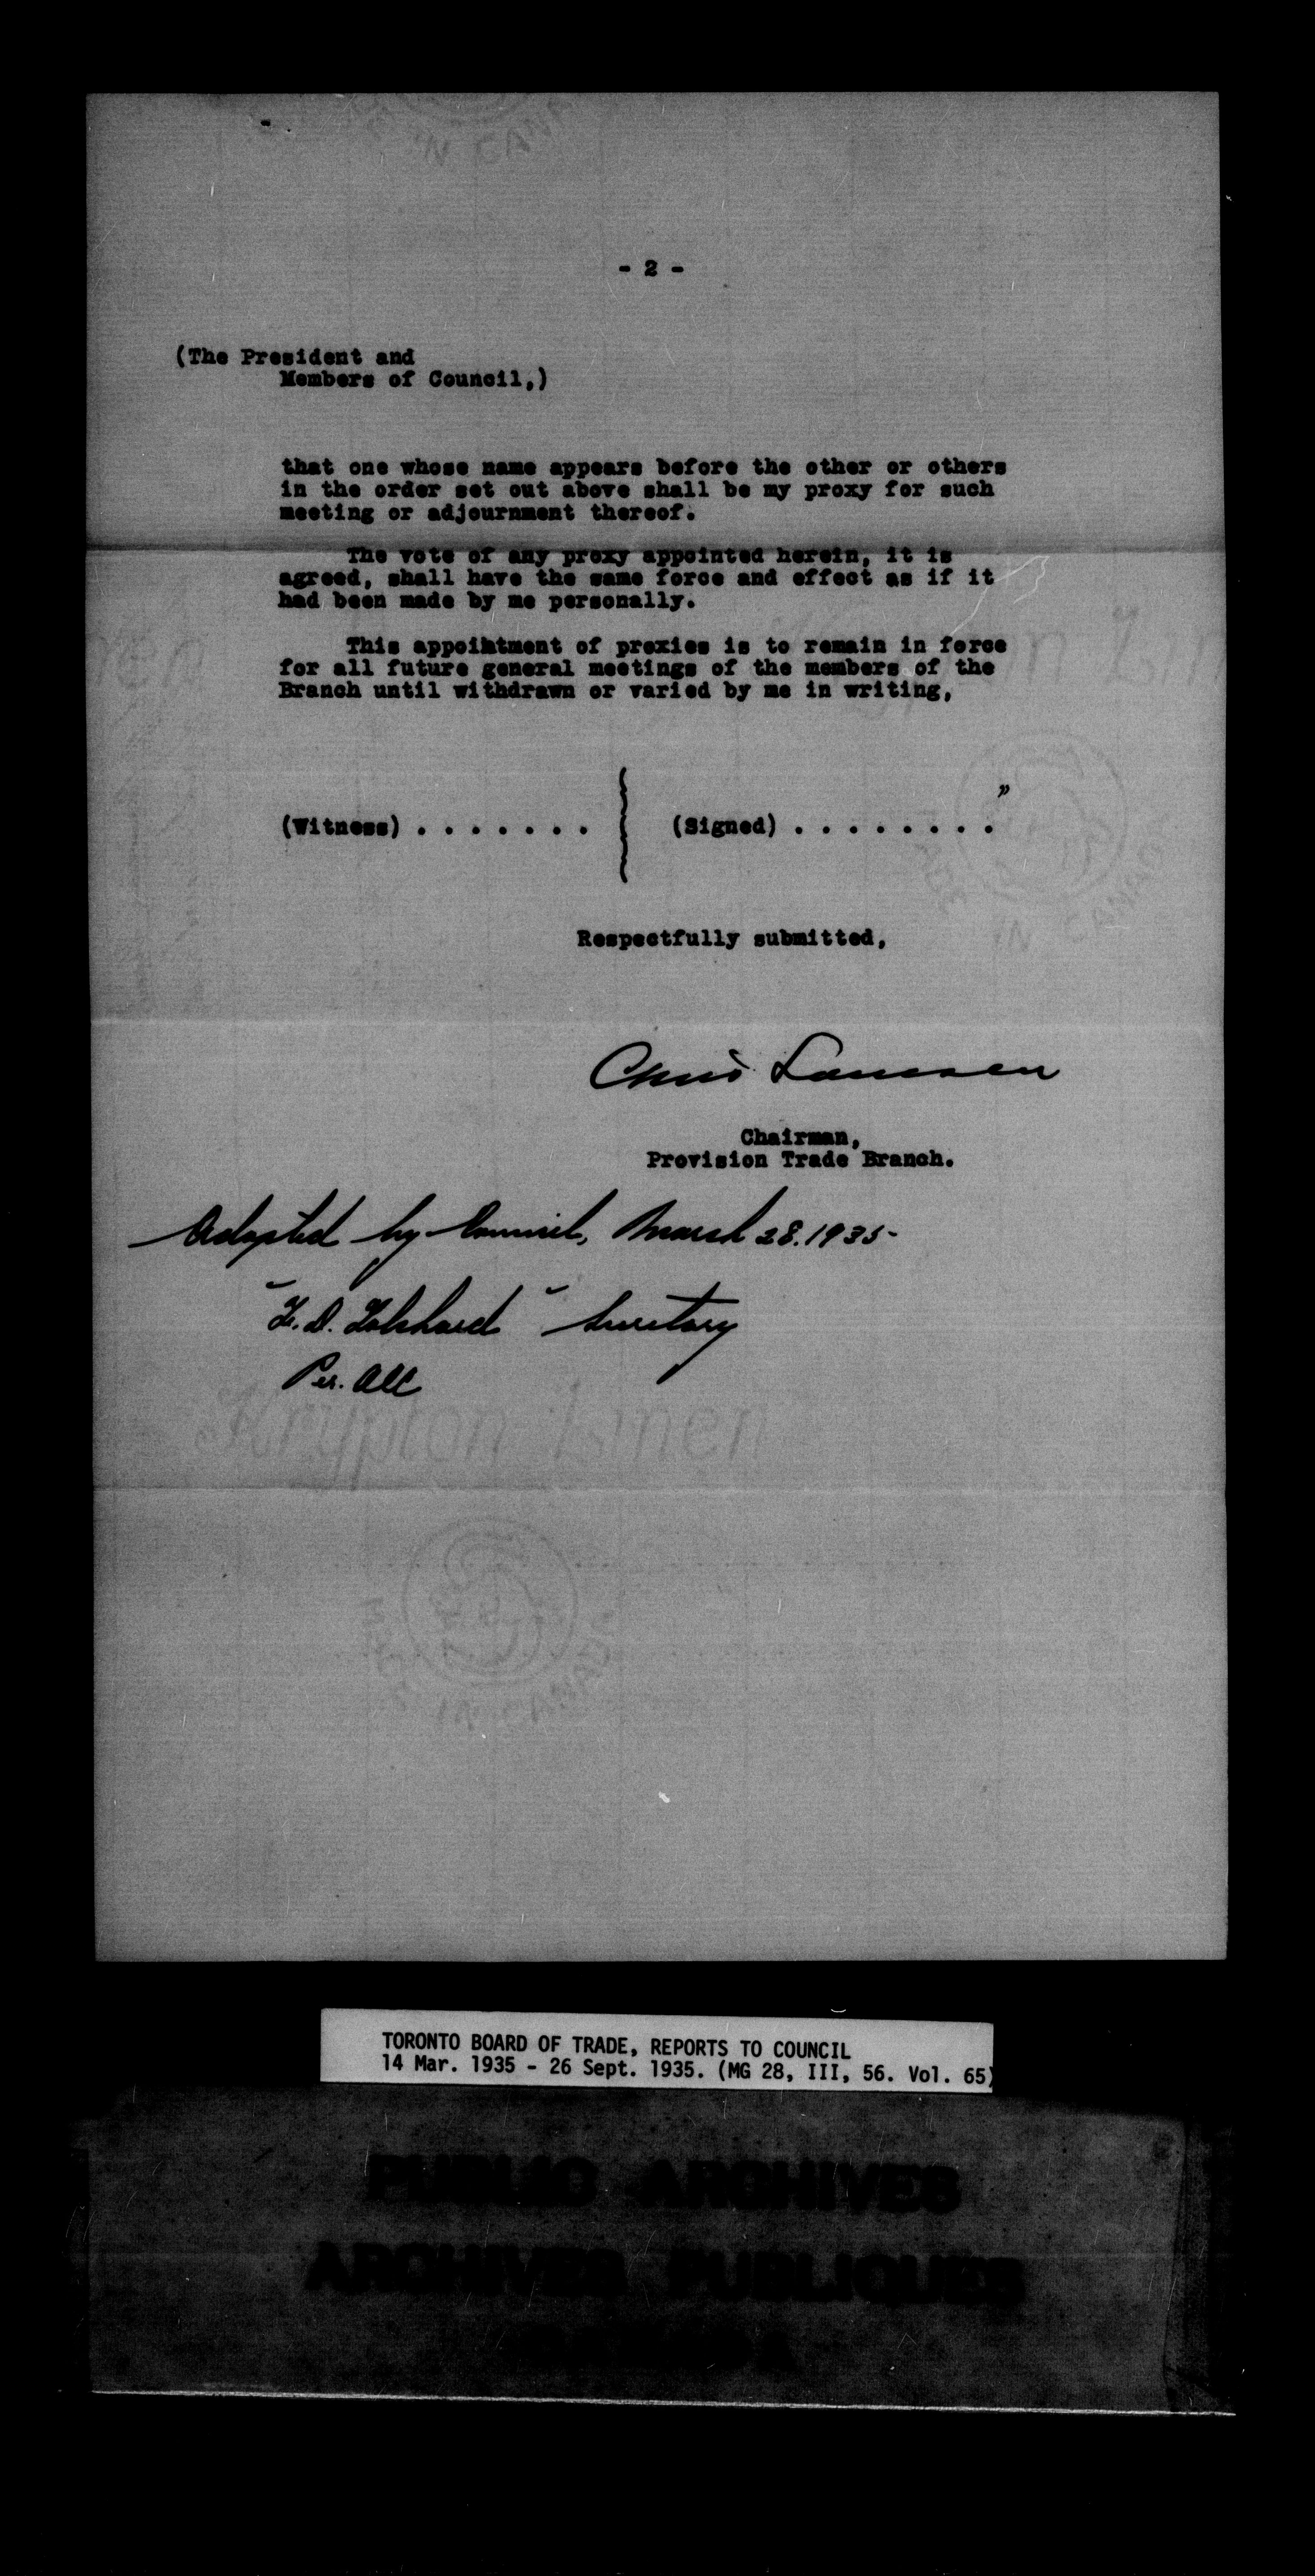 - 2 -
(The President and
Members of Council,)
that one whose name appears before the other or others
in the order set out above shall be my proxy for such
meeting or adjournment thereof.
The vote of any proxy appointed herein, it is
agreed, shall have the same force and effect as if it
had been made by me personally.
This appointment of proxies is to remain in force
for all future general meetings of the members of the
Branch until withdrawn or varied by me in writing,
(Witness) . . . . . . . (Signed) . . . . . . . . "
Respectfully submitted,
Chairman,
Provision Trade Branch.
Adopted by Council, March 28. 1935-
"F. D. Tolchard" Secretary
Per.
Krypton Linen
TORONTO BOARD OF TRADE, REPORTS TO COUNCIL
14 Mar. 1935 - 26 Sept. 1935. (MG 28, III, 56. Vol. 65)
PUBLIC ARCHIVES
ARCHIVES PUBLIQUES